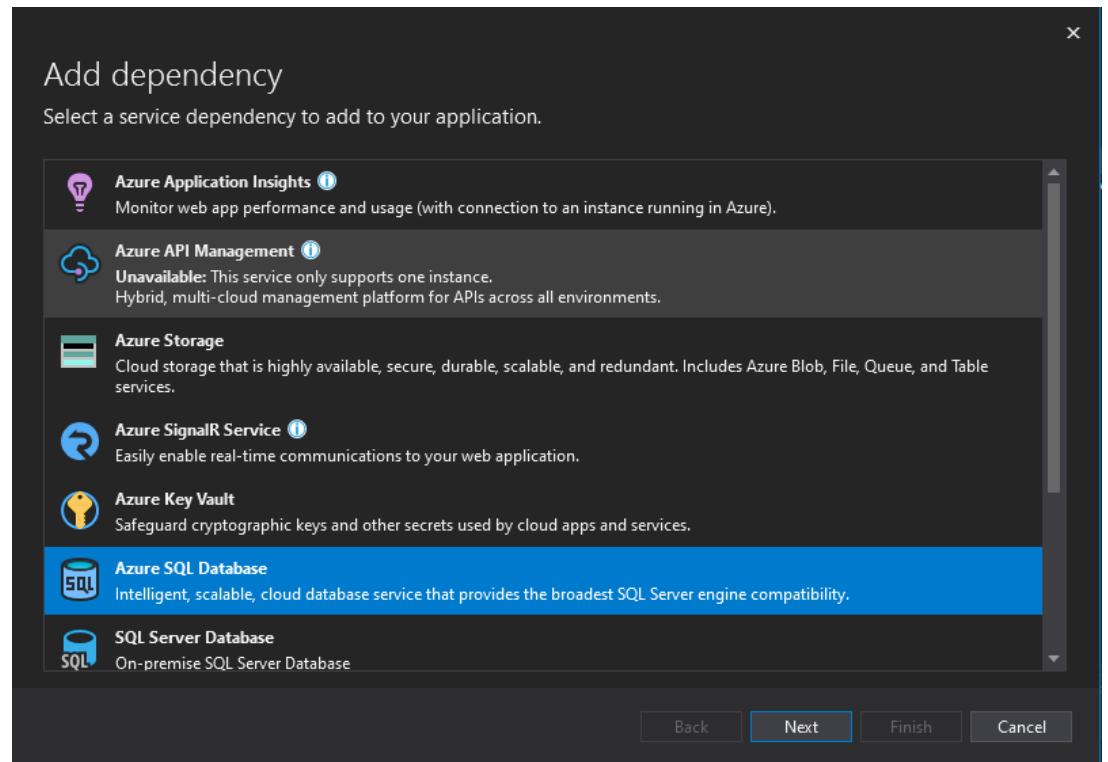 Add dependency
Select a service dependency to add to your application.
Azure Application Insights
Monitor web app performance and usage (with connection to an instance running in Azure).
Azure API Management
Unavailable: This service only supports one instance.
Hybrid, multi-cloud management platform for APIs across all environments.
Azure Storage
Cloud storage that is highly available, secure, durable, scalable, and redundant. Includes Azure Blob, File, Queue, and Table
services.
Azure SignalR Service
Easily enable real-time communications to your web application.
Azure Key Vault
Safeguard cryptographic keys and other secrets used by cloud apps and services.
SQL
Azure SQL Database
Intelligent, scalable, cloud database service that provides the broadest SQL Server engine compatibility.
SQL
SQL Server Database
On-premise SQL Server Database
Back Next Finish Cancel